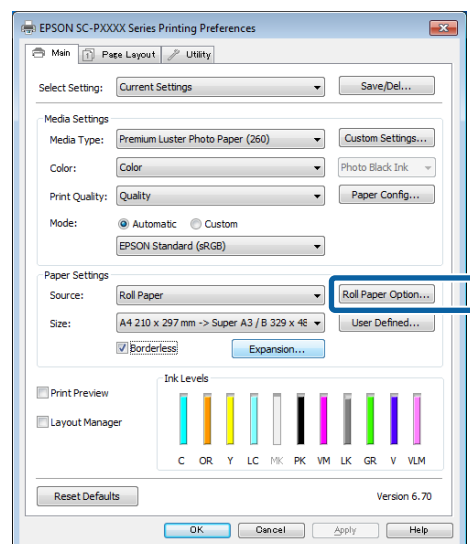 EPSON SC-PXXXX Series Printing Preferences
Main Page Layout Utility
Select Setting: Current Settings Save/Del...
Media Settings
Media Type: Premium Luster Photo Paper (260) Custom Settings...
Color: Color Photo Black Ink
Print Quality: Quality Paper Config...
Mode: Automatic Custom
EPSON Standard (sRGB)
Paper Settings
Source: Roll Paper Roll Paper Option...
Size: A4 210 x 297 mm -> Super A3 / B 329 x 48 User Defined...
Borderless Expansion...
Ink Levels
Print Preview
Layout Manager
C OR Y LC MK PK VM LK GR V VLM
Reset Defaults Version 6.70
OK Cancel Apply Help